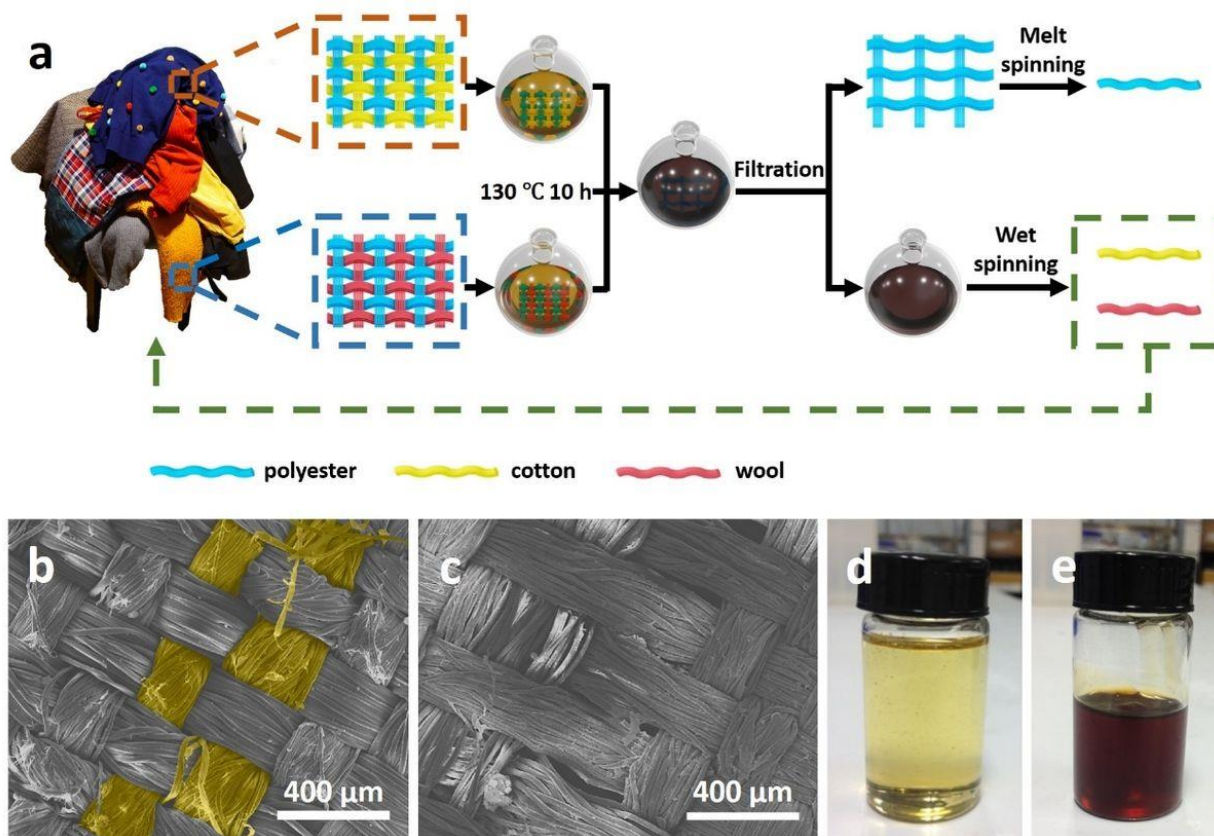 a
Melt
spinning
130 °C 10 h
Filtration
Wet
spinning
polyester
cotton
wool
b
c
d
e
400 µm
400 µm